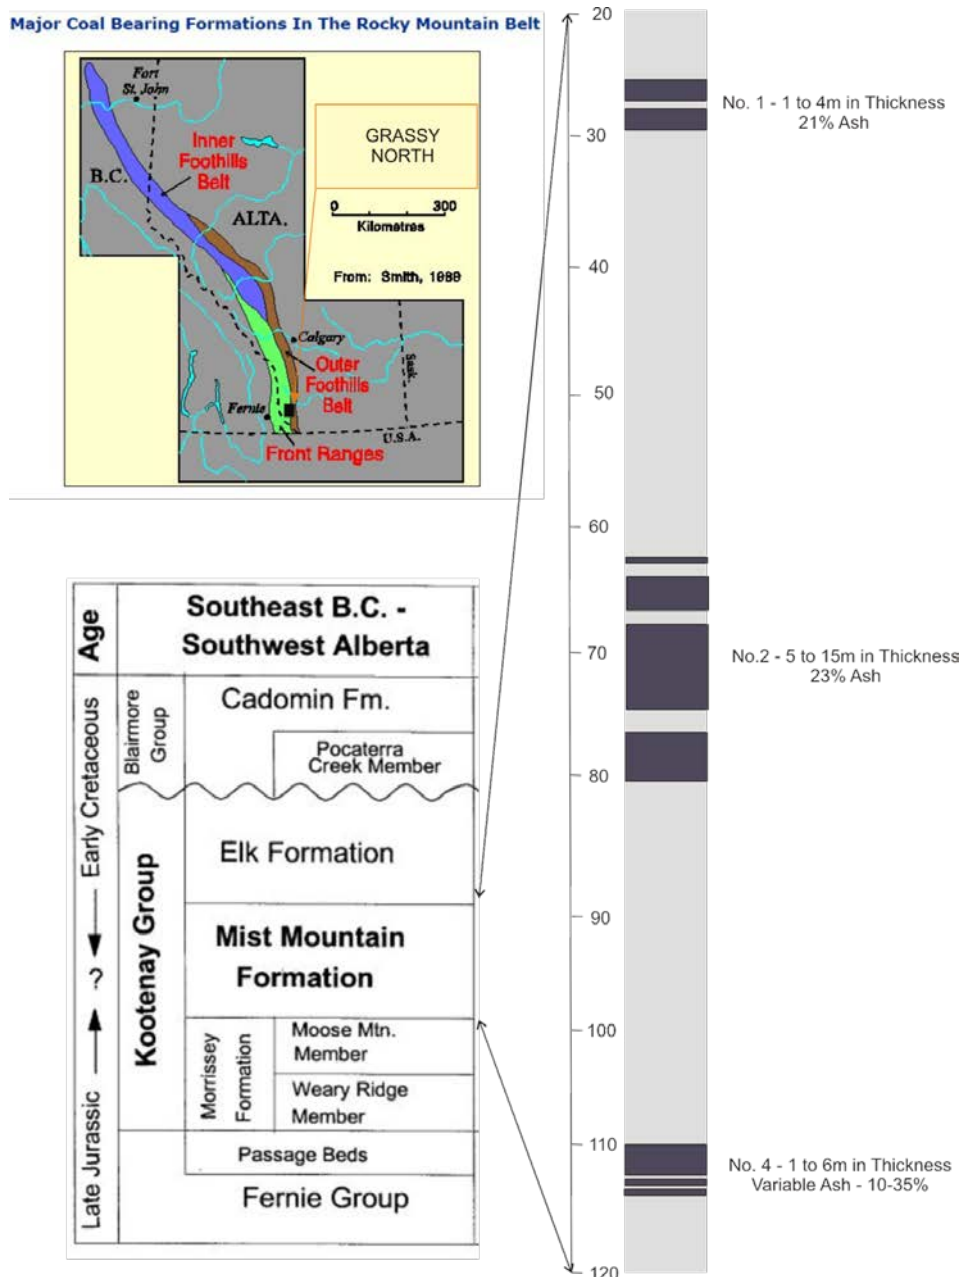 Major Coal Bearing Formations In The Rocky Mountain Belt
Fort
St. John
Inner
Foothills
Belt
B.C.
ALTA.
GRASSY
NORTH
0 300
Kilometres
From: Smith, 1989
Calgary
Outer
Foothills
Belt
Sask.
Fernie
U.S.A.
Front Ranges
Age
Southeast B.C. -
Southwest Alberta
Late Jurassic
?
Early Cretaceous
Blairmore
Group
Cadomin Fm.
Pocaterra
Creek Member
Kootenay Group
Elk Formation
Mist Mountain
Formation
Morrissey
Formation
Moose Mtn.
Member
Weary Ridge
Member
Passage Beds
Fernie Group
20
30
40
50
60
70
80
90
100
110
120
No. 1 - 1 to 4m in Thickness
21% Ash
No.2 - 5 to 15m in Thickness
23% Ash
No. 4 - 1 to 6m in Thickness
Variable Ash - 10-35%